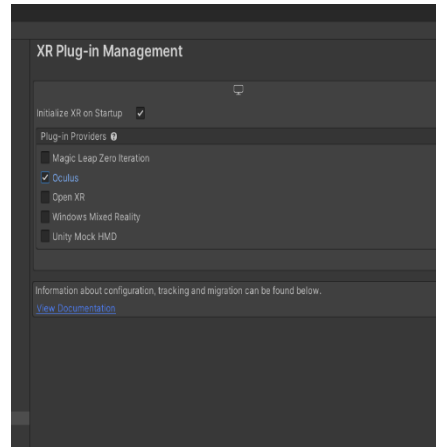 XR Plug-in Management
Initialize XR on Startup
Plug-in Providers
Magic Leap Zero Iteration
Oculus
Open XR
Windows Mixed Reality
Unity Mock HMD
Information about configuration, tracking and migration can be found below.
View Documentation